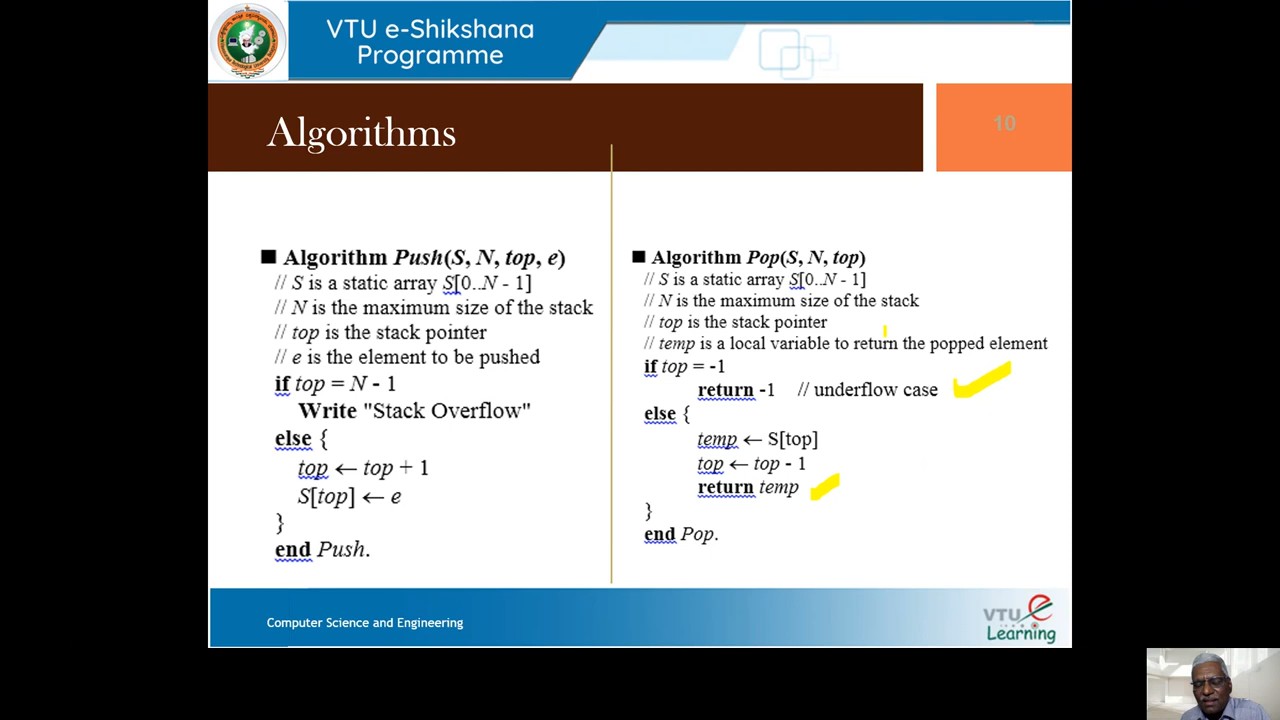 VTU e-Shikshana
Programme
Algorithms
10
■ Algorithm Push(S, N, top, e)
// S is a static array S[0..N - 1]
// N is the maximum size of the stack
// top is the stack pointer
// e is the element to be pushed
if top = N - 1
Write "Stack Overflow"
else {
top ← top + 1
S[top] ← e
}
end Push.
■ Algorithm Pop(S, N, top)
// S is a static array S[0..N - 1]
// N is the maximum size of the stack
// top is the stack pointer
// temp is a local variable to return the popped element
if top = -1
return -1 // underflow case
else {
temp ← S[top]
top ← top - 1
return temp
}
end Pop.
Computer Science and Engineering
VTU e
Learning